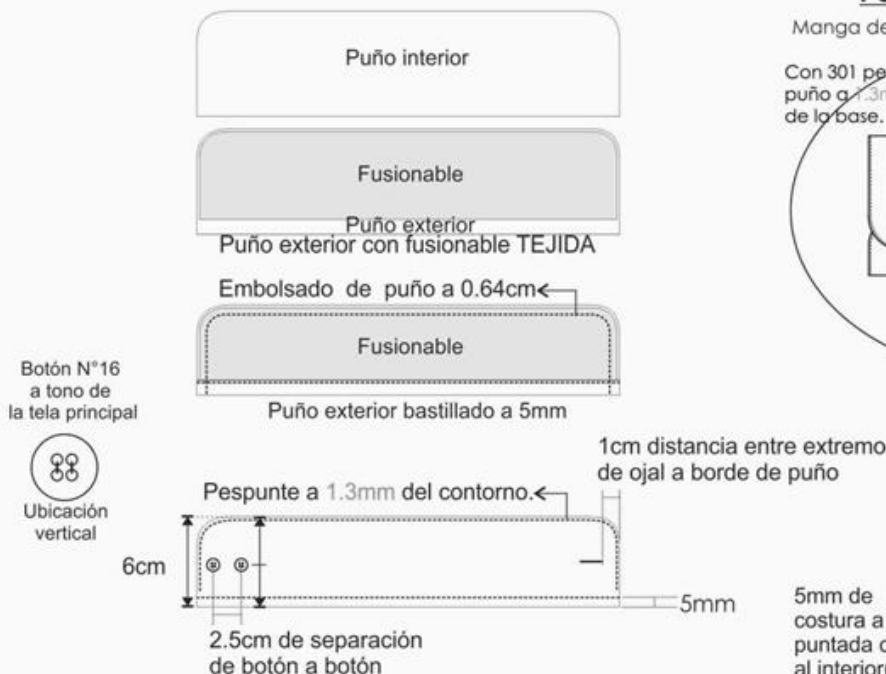 Puño interior
Manga de
Con 301 pe
puño a 1.3m
de la base.
Fusionable
Puño exterior
Puño exterior con fusionable TEJIDA
Embolsado de puño a 0.64cm
Fusionable
Puño exterior bastillado a 5mm
Botón N°16
a tono de
la tela principal
Ubicación
vertical
1cm distancia entre extremo
de ojal a borde de puño
Pespunte a 1.3mm del contorno.
6cm
5mm
2.5cm de separación
de botón a botón
5mm de
costura a
puntada
al interior